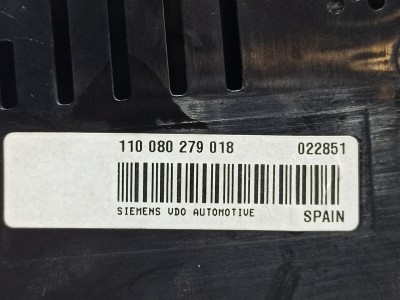 110 080 279 018 022851
SIEMENS VDO AUTOMOTIVE SPAIN